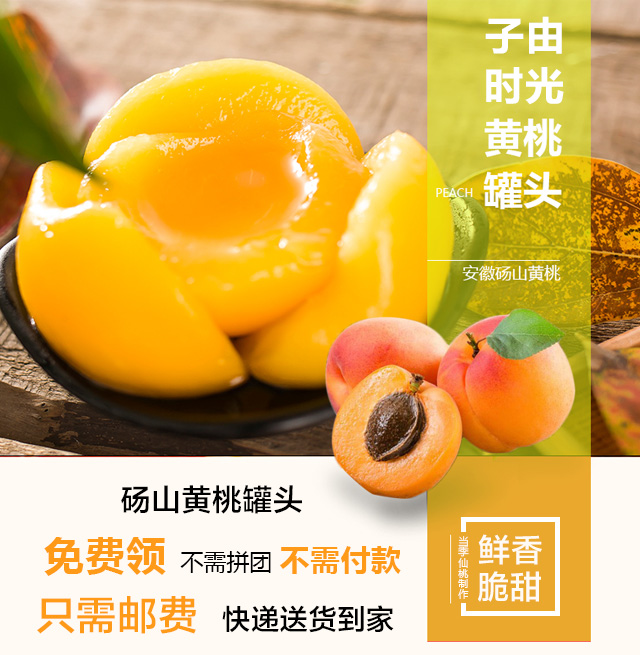 子由
时光
黄桃
罐头
PEACH
安徽砀山黄桃
砀山黄桃罐头
免费领 不需拼团 不需付款
只需邮费 快递送货到家
当季仙桃制作
鲜香
脆甜